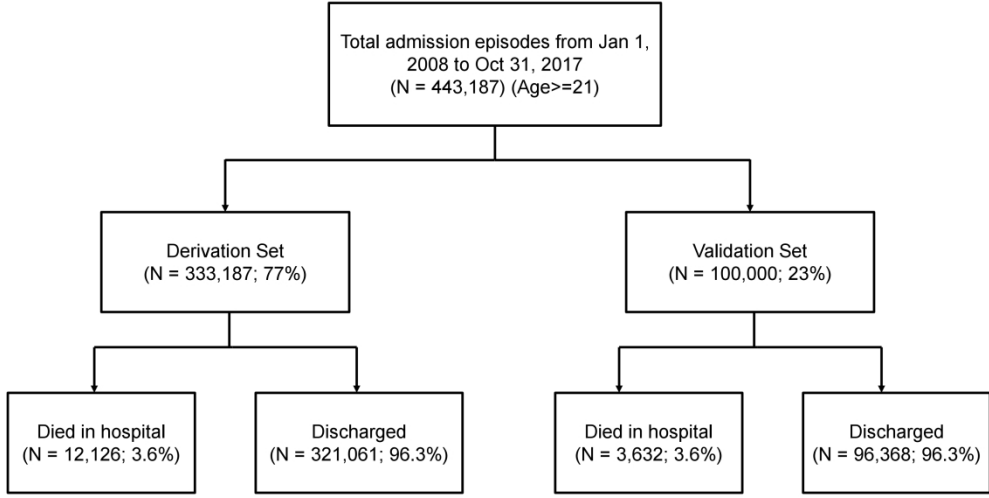 Total admission episodes from Jan 1,
2008 to Oct 31, 2017
(N = 443,187) (Age>=21)
Derivation Set
(N = 333,187; 77%)
Validation Set
(N = 100,000; 23%)
Died in hospital
(N = 12,126; 3.6%)
Discharged
(N = 321,061; 96.3%)
Died in hospital
(N = 3,632; 3.6%)
Discharged
(N = 96,368; 96.3%)